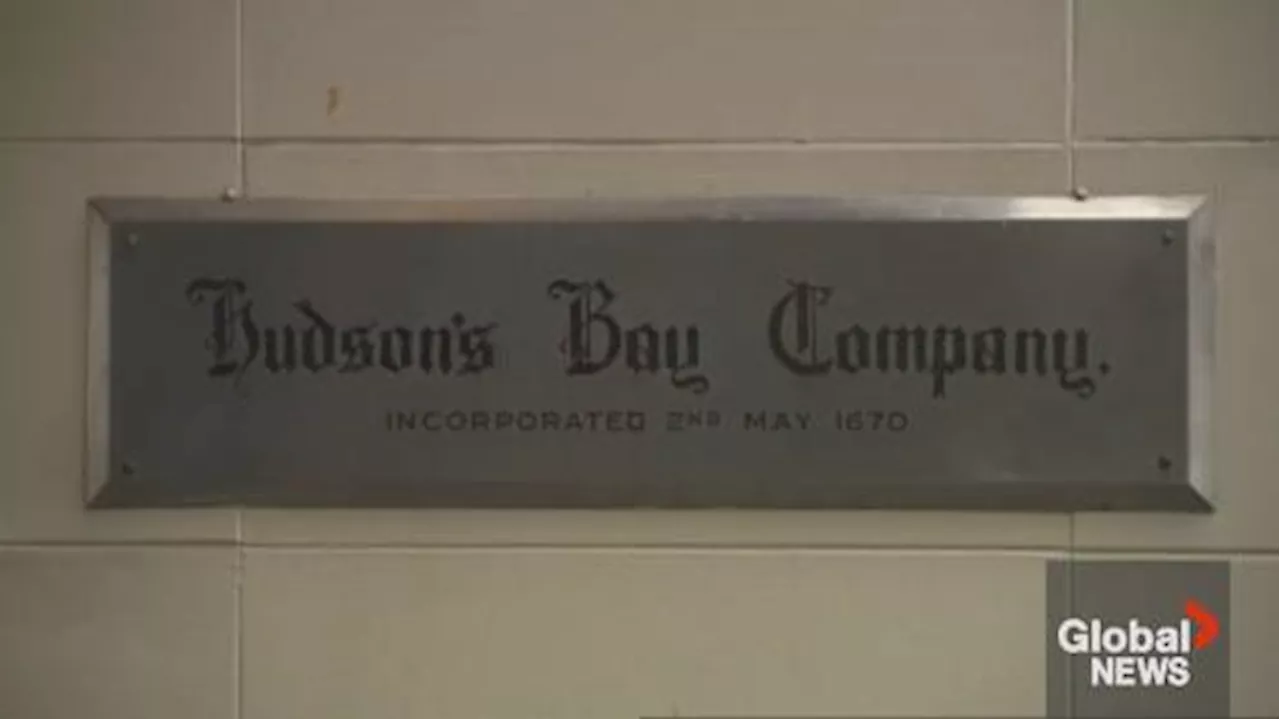 Hudson's Bay Company.
INCORPORATED 2ND MAY 1670
Global
NEWS